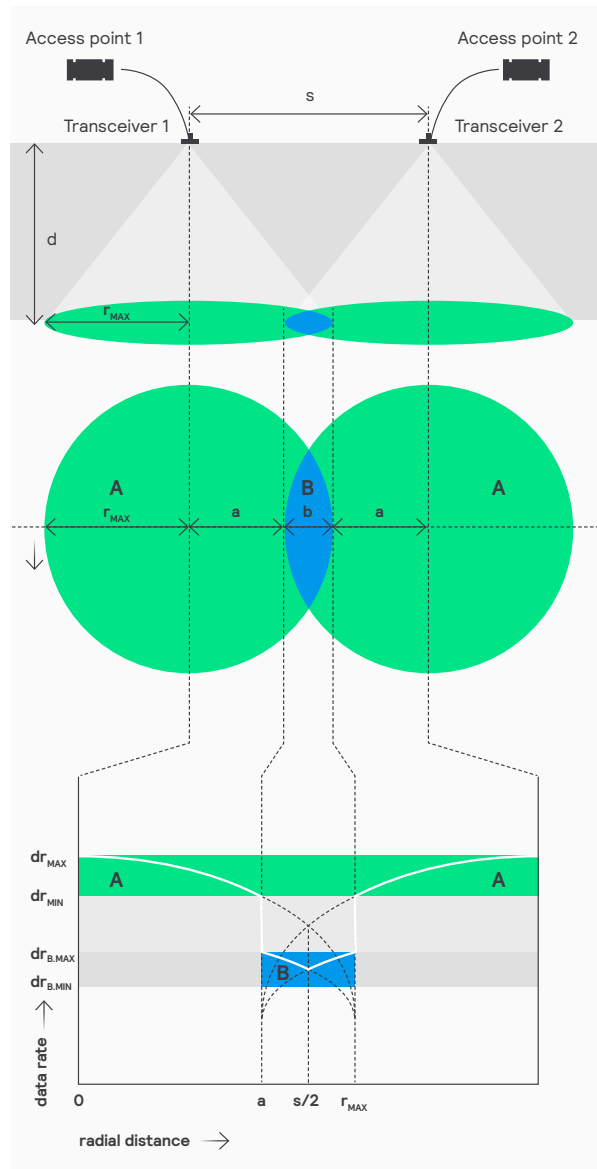 Access point 1
Access point 2
s
Transceiver 1
Transceiver 2
d
rMAX
A
B
A
rMAX
a
b
a
drMAX
A
A
drMIN
drB.MAX
B
drB.MIN
data rate
0
a
s/2
rMAX
radial distance